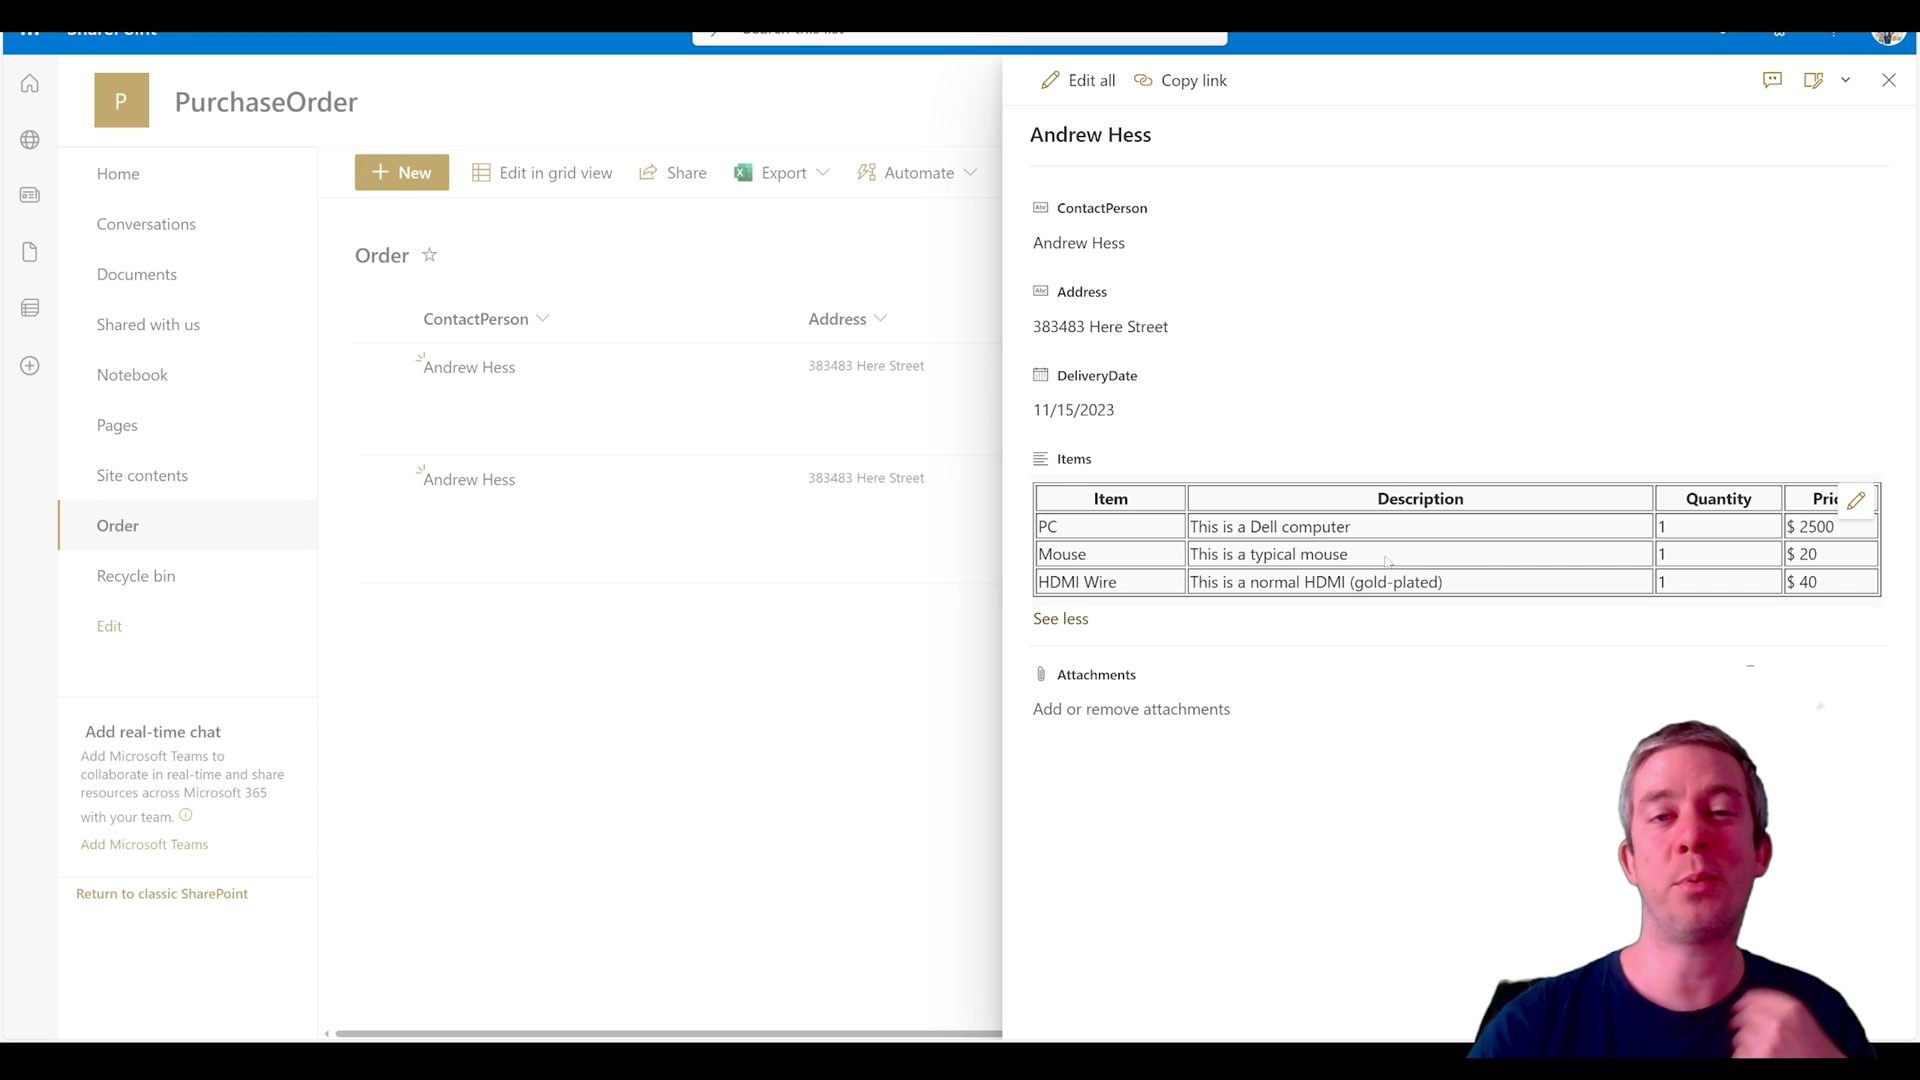 SharePoint
Search this list
P
PurchaseOrder
Home
Conversations
Documents
Shared with us
Notebook
Pages
Site contents
Order
Recycle bin
Edit
Add real-time chat
Add Microsoft Teams to
collaborate in real-time and share
resources across Microsoft 365
with your team.
Add Microsoft Teams
Return to classic SharePoint
New
Edit in grid view
Share
Export
Automate
Order
ContactPerson Address
Andrew Hess 383483 Here Street
Andrew Hess 383483 Here Street
Edit all Copy link
Andrew Hess
Abc ContactPerson
Andrew Hess
Abc Address
383483 Here Street
DeliveryDate
11/15/2023
Items
Item Description Quantity
PC This is a Dell computer 1 $ 2500
Mouse This is a typical mouse 1 $ 20
HDMI Wire This is a normal HDMI (gold-plated) 1 $ 40
See less
Attachments
Add or remove attachments